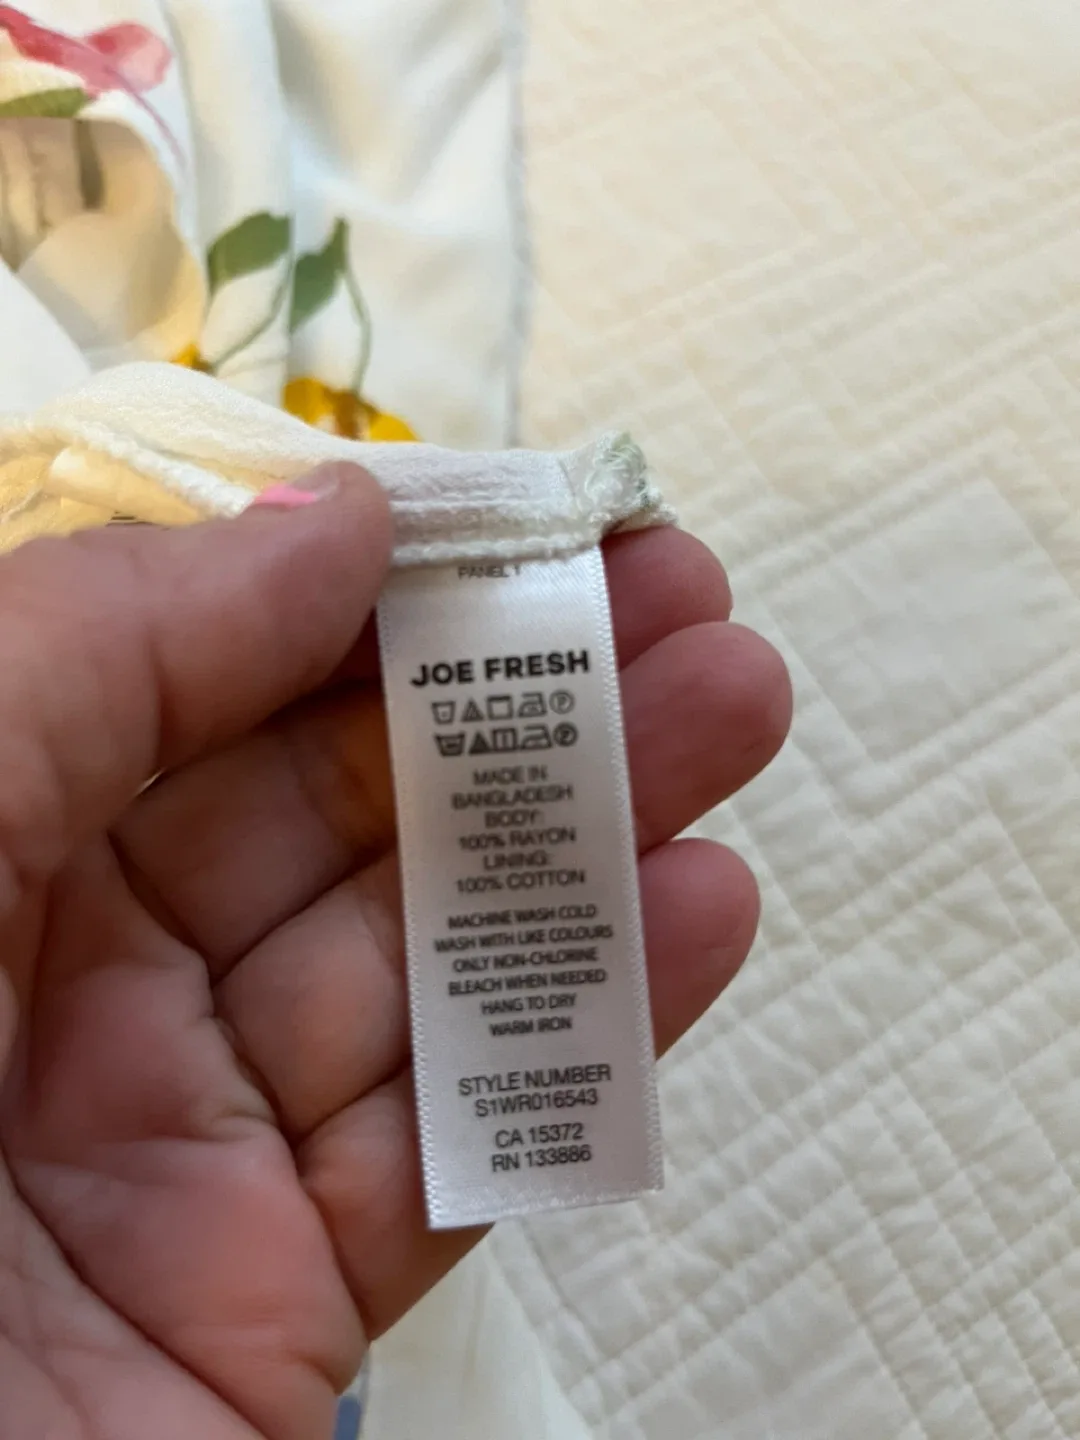 PANEL 1
JOE FRESH
MADE IN
BANGLADESH
BODY:
100% RAYON
LINING:
100% COTTON
MACHINE WASH COLD
WASH WITH LIKE COLOURS
ONLY NON-CHLORINE
BLEACH WHEN NEEDED
HANG TO DRY
WARM IRON
STYLE NUMBER
S1WR016543
CA 15372
RN 133886